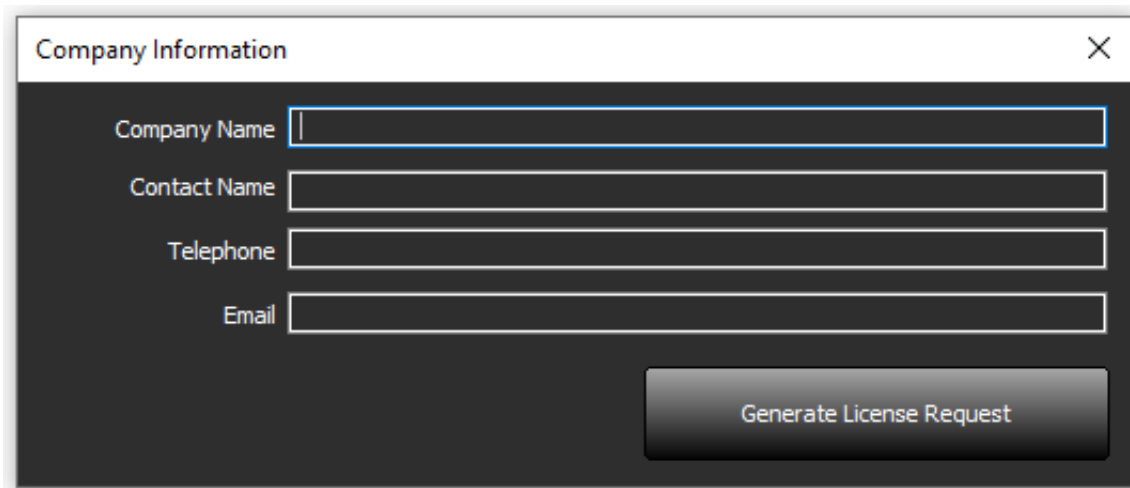 Company Information
Company Name
Contact Name
Telephone
Email
Generate License Request